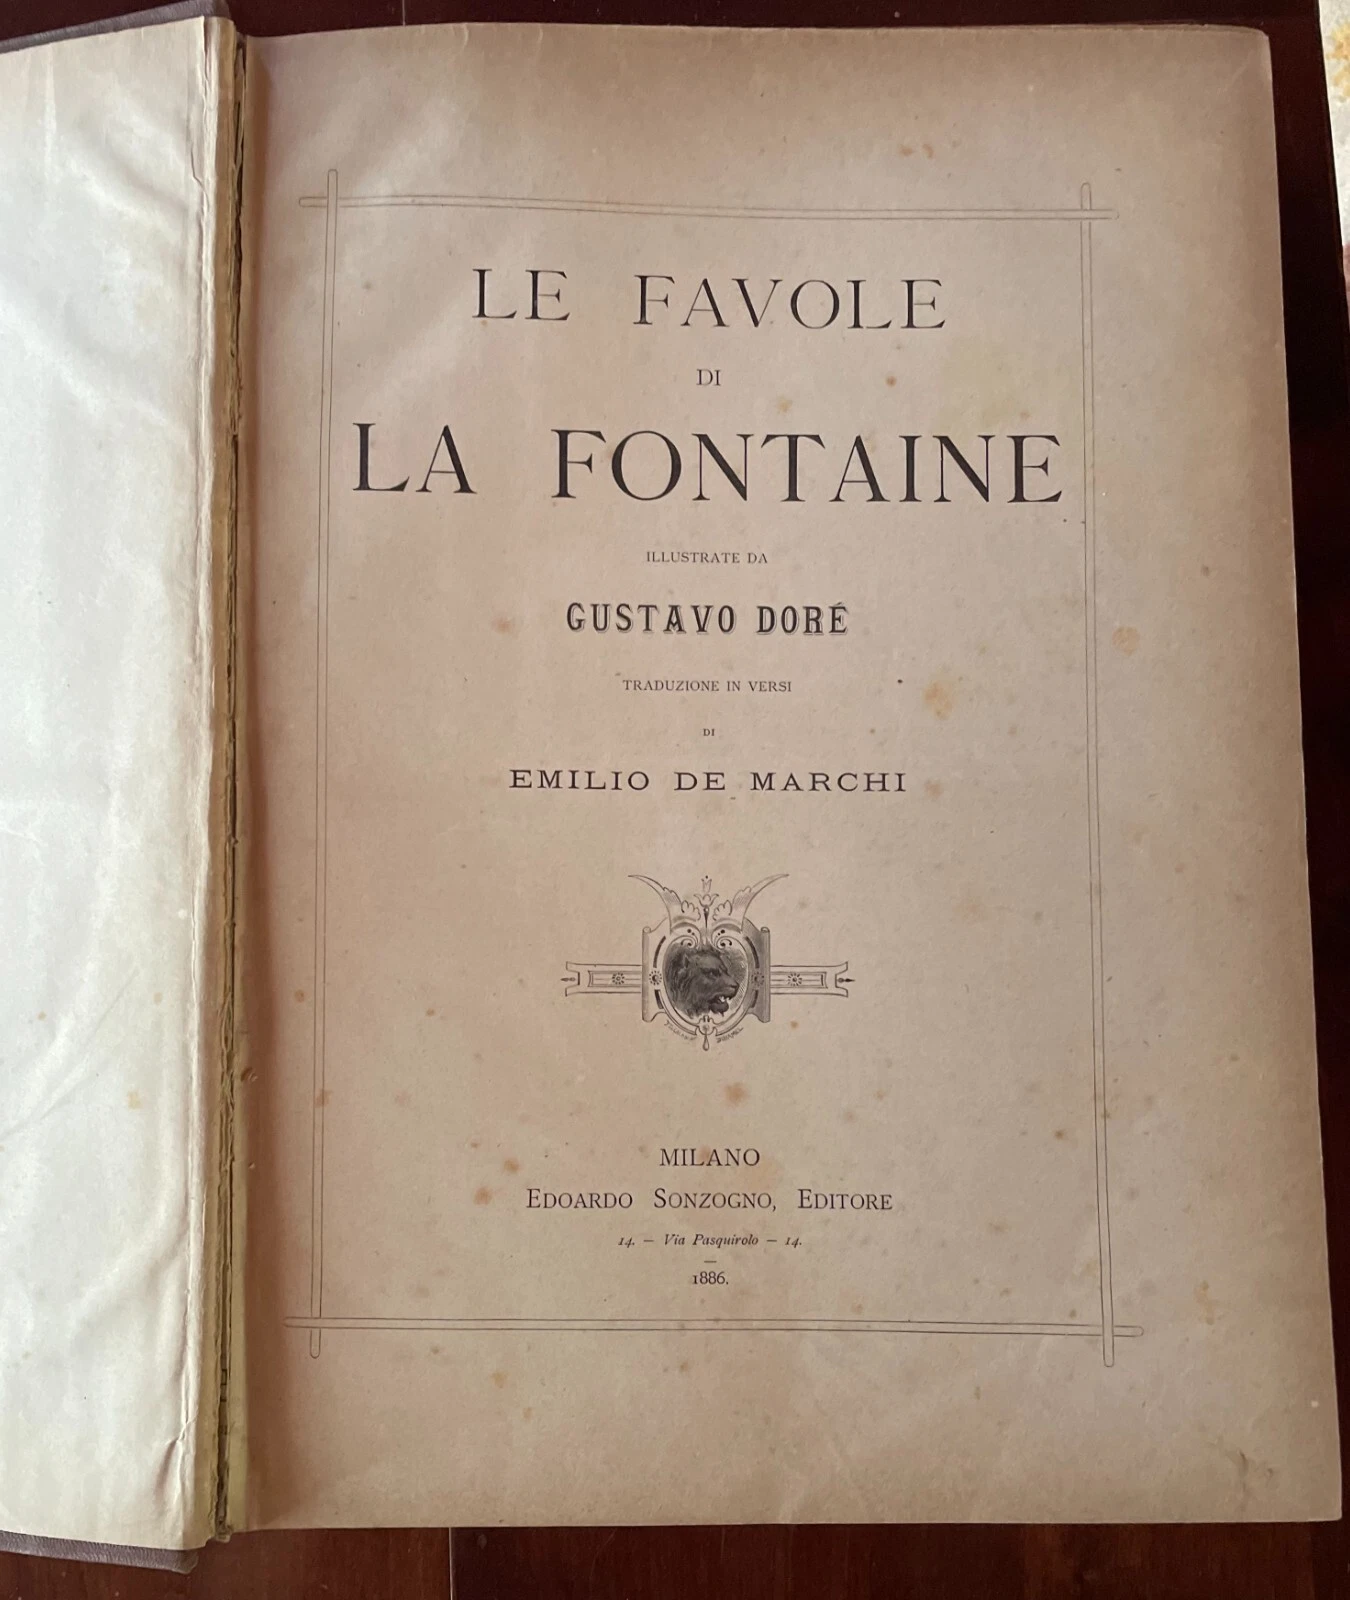 LE FAVOLE
DI
LA FONTAINE
ILLUSTRATE DA
GUSTAVO DORÉ
TRADUZIONE IN VERSI
DI
EMILIO DE MARCHI
MILANO
EDOARDO SONZOGNO, EDITORE
14. — Via Pasquirolo — 14.
—
1886.